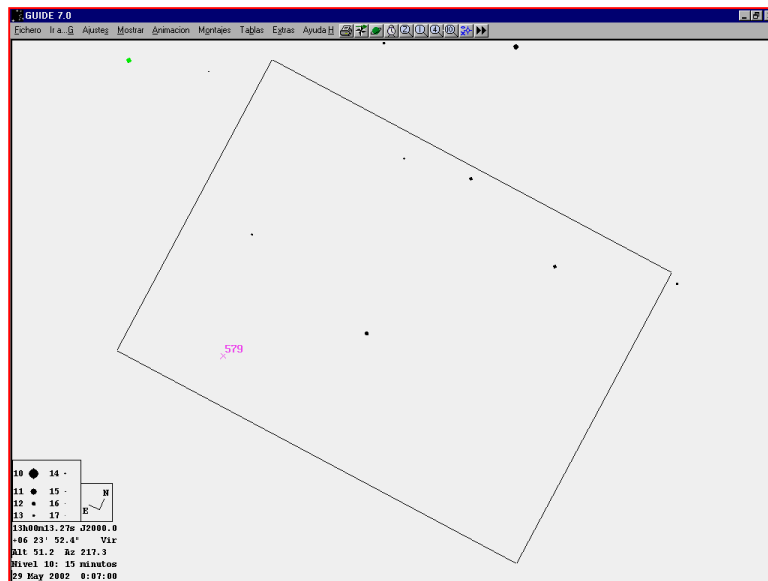 GUIDE 7.0
Fichero Ir a...G Ajustes Mostrar Animacion Montajes Tablas Extras Ayuda H
579
10 14
11 15
12 16
13 17
N
E
13h00m13.27s J2000.0
+06 23' 52.4" Vir
Alt 51.2 Az 217.3
Nivel 10: 15 minutos
29 May 2002 0:07:00